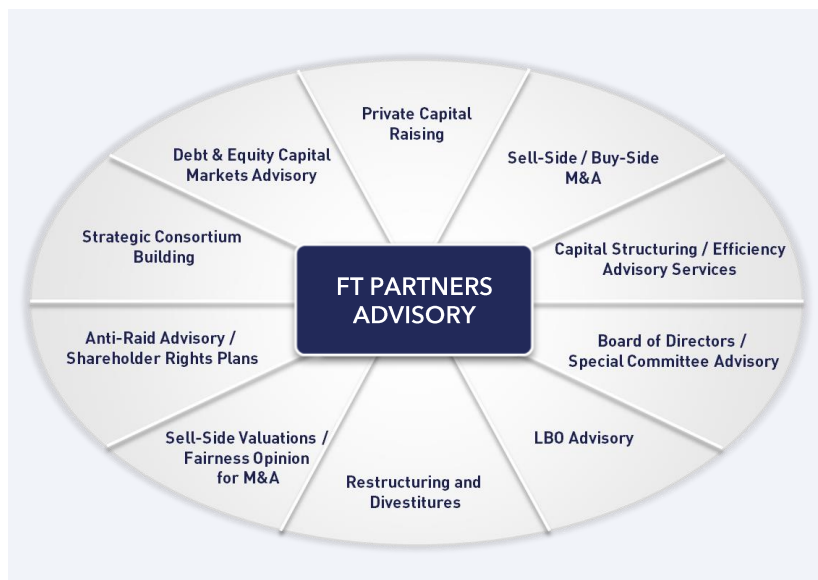 Private Capital
Raising
Debt & Equity Capital
Markets Advisory
Sell-Side / Buy-Side
M&A
Strategic Consortium
Building
Capital Structuring / Efficiency
Advisory Services
FT PARTNERS
ADVISORY
Anti-Raid Advisory /
Shareholder Rights Plans
Board of Directors /
Special Committee Advisory
Sell-Side Valuations /
Fairness Opinion
for M&A
LBO Advisory
Restructuring and
Divestitures